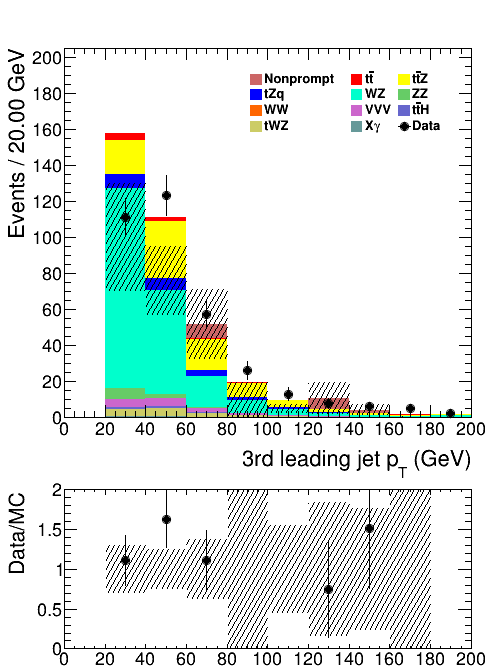 Events / 20.00 GeV
200
180
160
140
120
100
80
60
40
20
0
Nonprompt tt̄ tt̄Z
tZq WZ ZZ
WW VVV tt̄H
tWZ Xγ Data
0 20 40 60 80 100 120 140 160 180 200
3rd leading jet p_T (GeV)
Data/MC
2
1.5
1
0.5
0
0 20 40 60 80 100 120 140 160 180 200